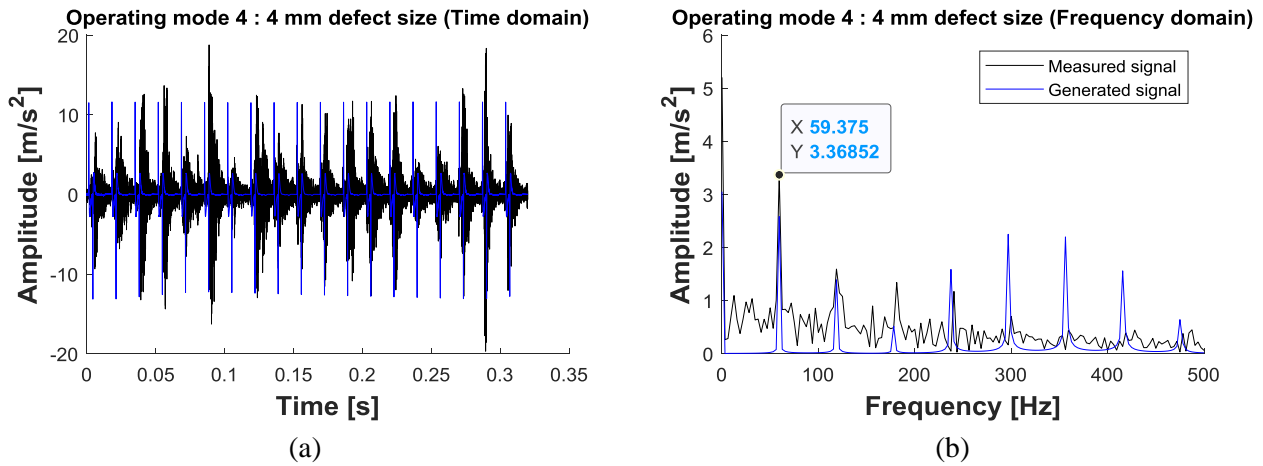 Operating mode 4 : 4 mm defect size (Time domain)
20
10
0
-10
-20
Amplitude [m/s²]
0
0.05
0.1
0.15
0.2
0.25
0.3
0.35
Time [s]
(a)
Operating mode 4 : 4 mm defect size (Frequency domain)
6
5
4
3
2
1
0
Amplitude [m/s²]
Measured signal
Generated signal
X 59.375
Y 3.36852
0
100
200
300
400
500
Frequency [Hz]
(b)